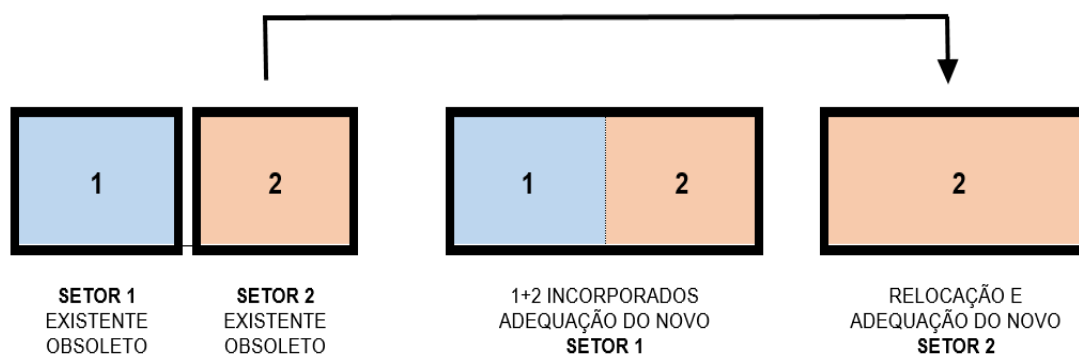 1
2
1
2
2
SETOR 1
EXISTENTE
OBSOLETO
SETOR 2
EXISTENTE
OBSOLETO
1+2 INCORPORADOS
ADEQUAÇÃO DO NOVO
SETOR 1
RELOCAÇÃO E
ADEQUAÇÃO DO NOVO
SETOR 2